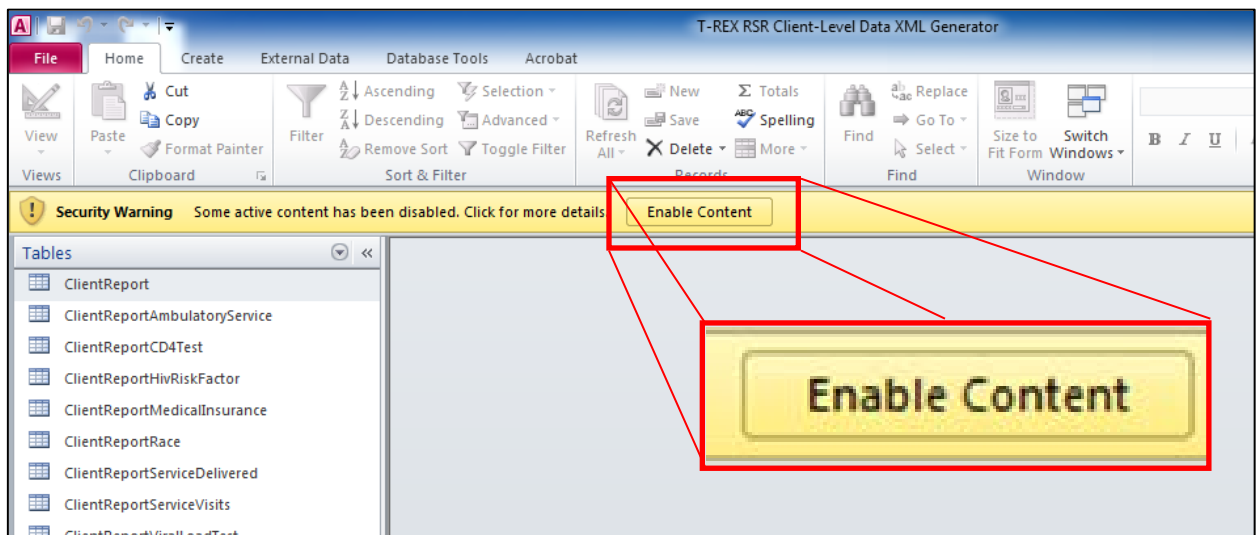 A
T-REX RSR Client-Level Data XML Generator
File Home Create External Data Database Tools Acrobat
View
Views
Paste
Cut
Copy
Format Painter
Clipboard
Filter
Ascending
Descending
Remove Sort
Selection
Advanced
Toggle Filter
Sort & Filter
Refresh All
New
Save
Delete
Σ Totals
Spelling
More
Records
Find
Replace
Go To
Select
Find
Size to Fit Form
Switch Windows
Window
B I U
Security Warning Some active content has been disabled. Click for more details. Enable Content
Tables
ClientReport
ClientReportAmbulatoryService
ClientReportCD4Test
ClientReportHivRiskFactor
ClientReportMedicalInsurance
ClientReportRace
ClientReportServiceDelivered
ClientReportServiceVisits
ClientReportViralLoadTest
Enable Content